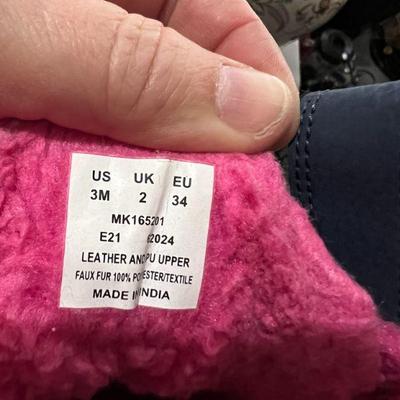 US UK EU
3M 2 34
MK165201
E21 2024
LEATHER AND PU UPPER
FAUX FUR 100% POLYESTER/TEXTILE
MADE IN INDIA